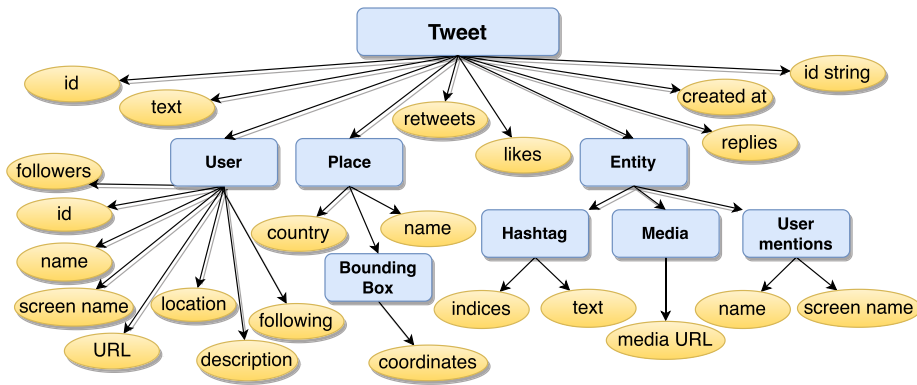 Tweet
id
text
retweets
likes
created at
id string
replies
User
Place
Entity
followers
id
name
screen name
URL
location
description
following
country
name
Bounding
Box
coordinates
Hashtag
Media
User
mentions
indices
text
media URL
name
screen name